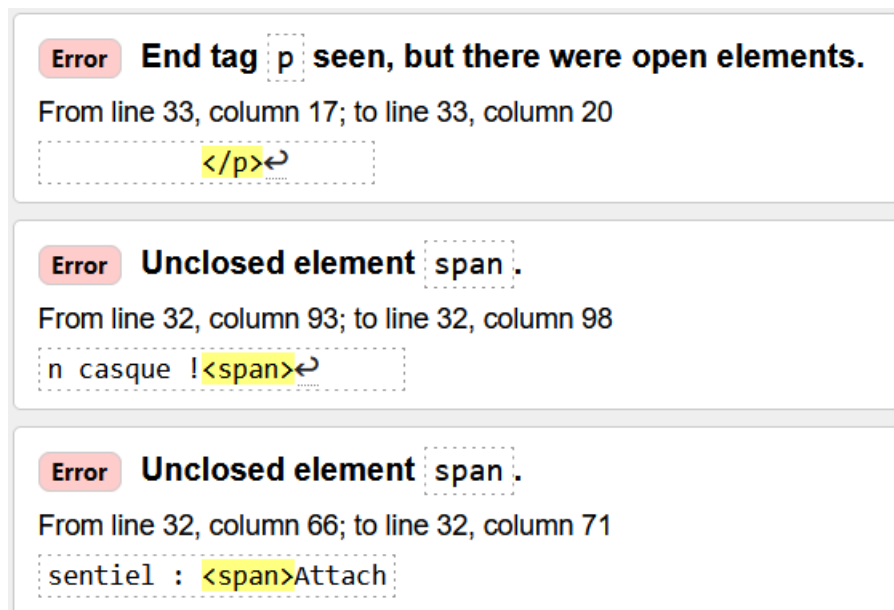 Error End tag p seen, but there were open elements.
From line 33, column 17; to line 33, column 20
</p>↩
Error Unclosed element span.
From line 32, column 93; to line 32, column 98
n casque !<span>↩
Error Unclosed element span.
From line 32, column 66; to line 32, column 71
sentiel : <span>Attach